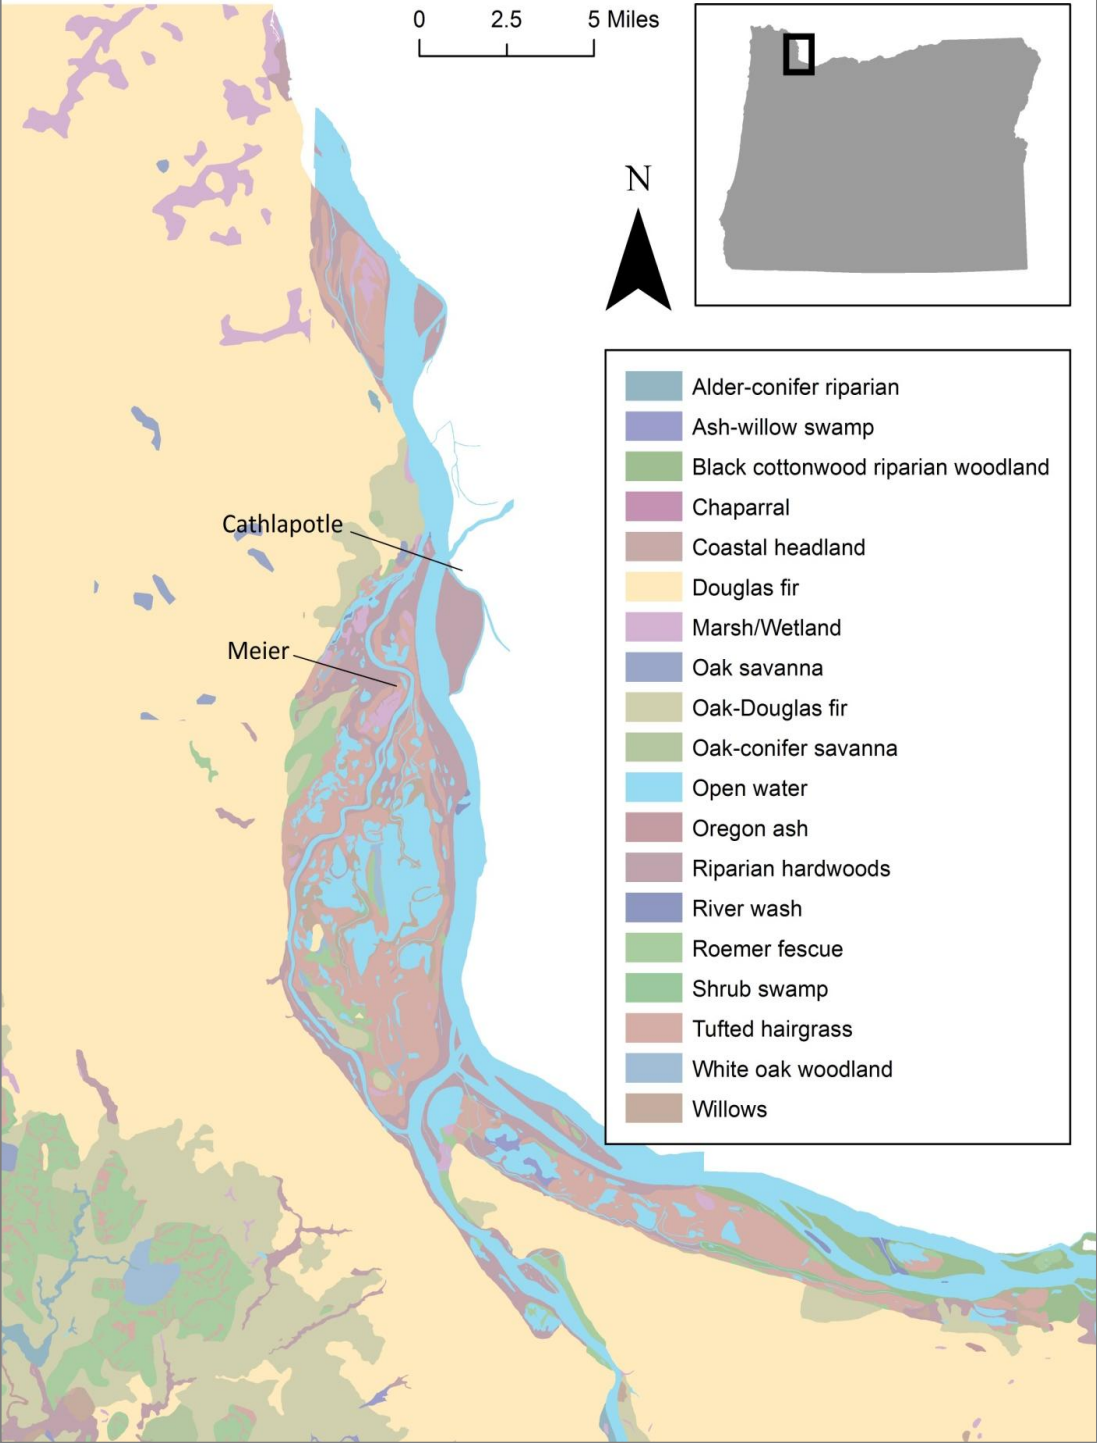 0 2.5 5 Miles
N
Cathlapotle
Meier
Alder-conifer riparian
Ash-willow swamp
Black cottonwood riparian woodland
Chaparral
Coastal headland
Douglas fir
Marsh/Wetland
Oak savanna
Oak-Douglas fir
Oak-conifer savanna
Open water
Oregon ash
Riparian hardwoods
River wash
Roemer fescue
Shrub swamp
Tufted hairgrass
White oak woodland
Willows